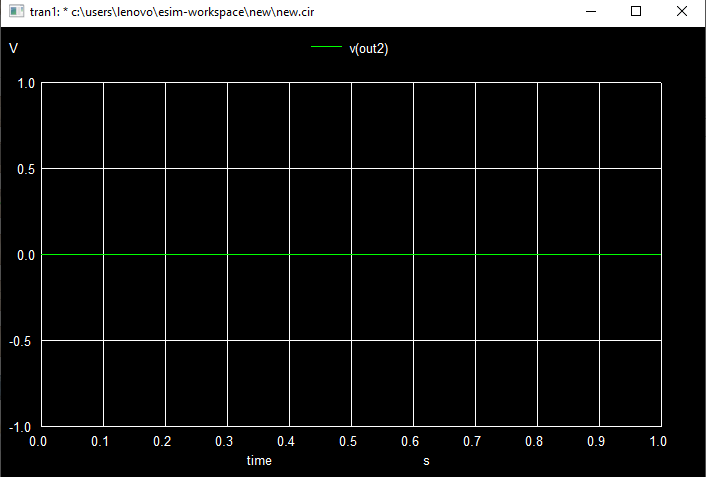 tran1: * c:\users\lenovo\esim-workspace\new\new.cir
V
v(out2)
1.0
0.5
0.0
-0.5
-1.0
0.0 0.1 0.2 0.3 0.4 0.5 0.6 0.7 0.8 0.9 1.0
time s